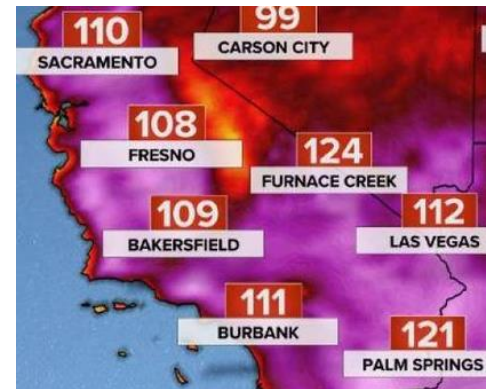 110
SACRAMENTO
99
CARSON CITY
108
FRESNO
124
FURNACE CREEK
109
BAKERSFIELD
112
LAS VEGAS
111
BURBANK
121
PALM SPRINGS